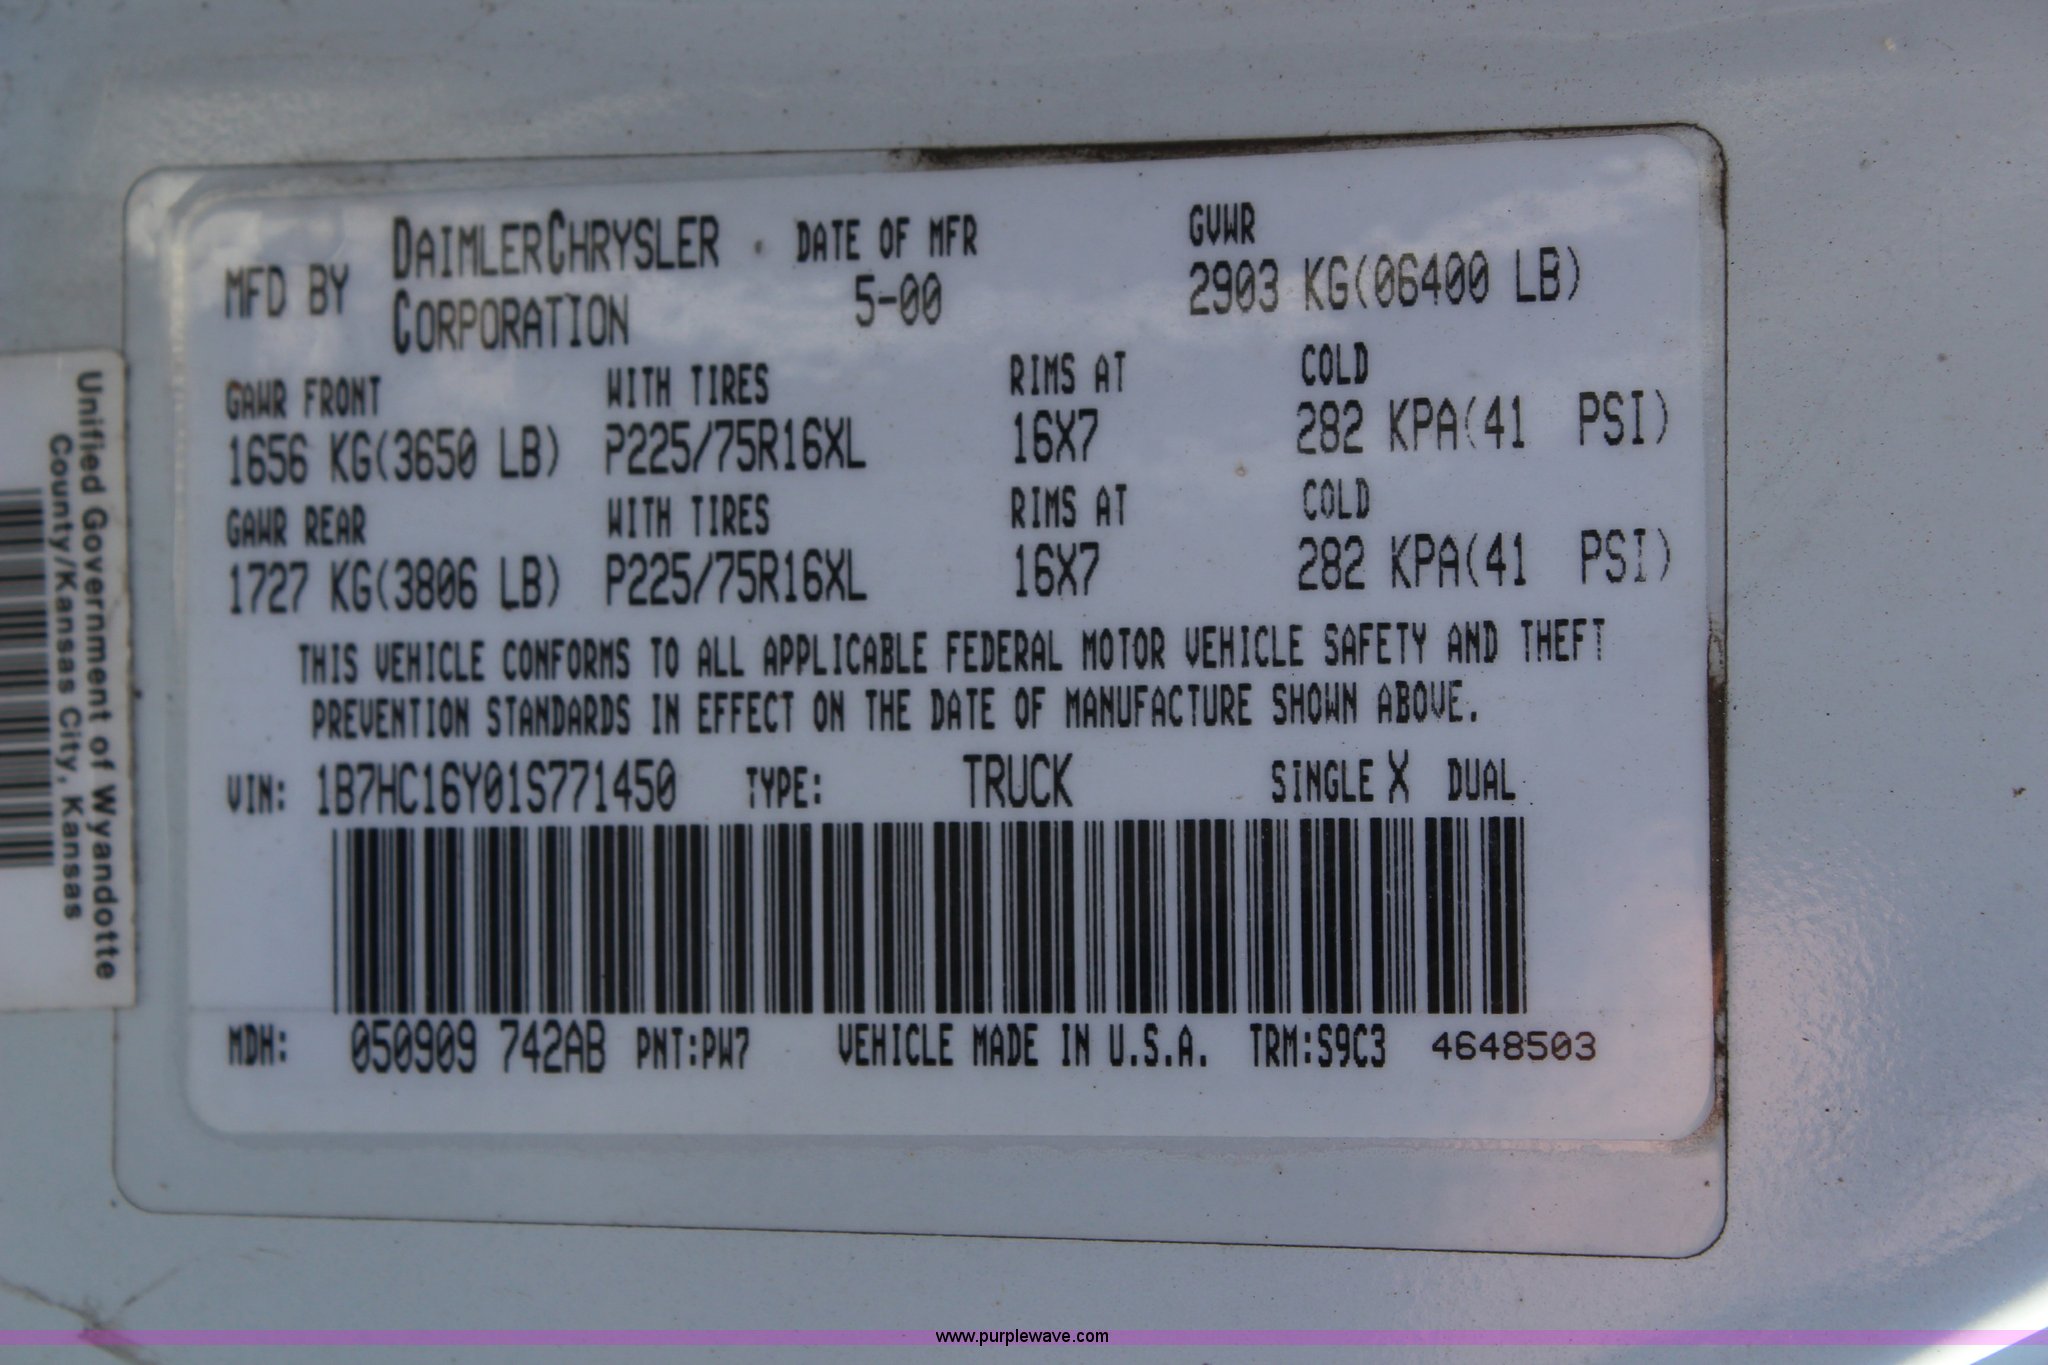 DAIMLERCHRYSLER DATE OF MFR GVWR
MFD BY CORPORATION 5-00 2903 KG(06400 LB)
GAWR FRONT WITH TIRES RIMS AT COLD
1656 KG(3650 LB) P225/75R16XL 16X7 282 KPA(41 PSI)
GAWR REAR WITH TIRES RIMS AT COLD
1727 KG(3806 LB) P225/75R16XL 16X7 282 KPA(41 PSI)
THIS VEHICLE CONFORMS TO ALL APPLICABLE FEDERAL MOTOR VEHICLE SAFETY AND THEFT
PREVENTION STANDARDS IN EFFECT ON THE DATE OF MANUFACTURE SHOWN ABOVE.
VIN: 1B7HC16Y01S771450 TYPE: TRUCK SINGLE X DUAL
MDH: 050909 742AB PNT:PW7 VEHICLE MADE IN U.S.A. TRM:S9C3 4648503
Unified Government of Wyandotte
County/Kansas City, Kansas
www.purplewave.com